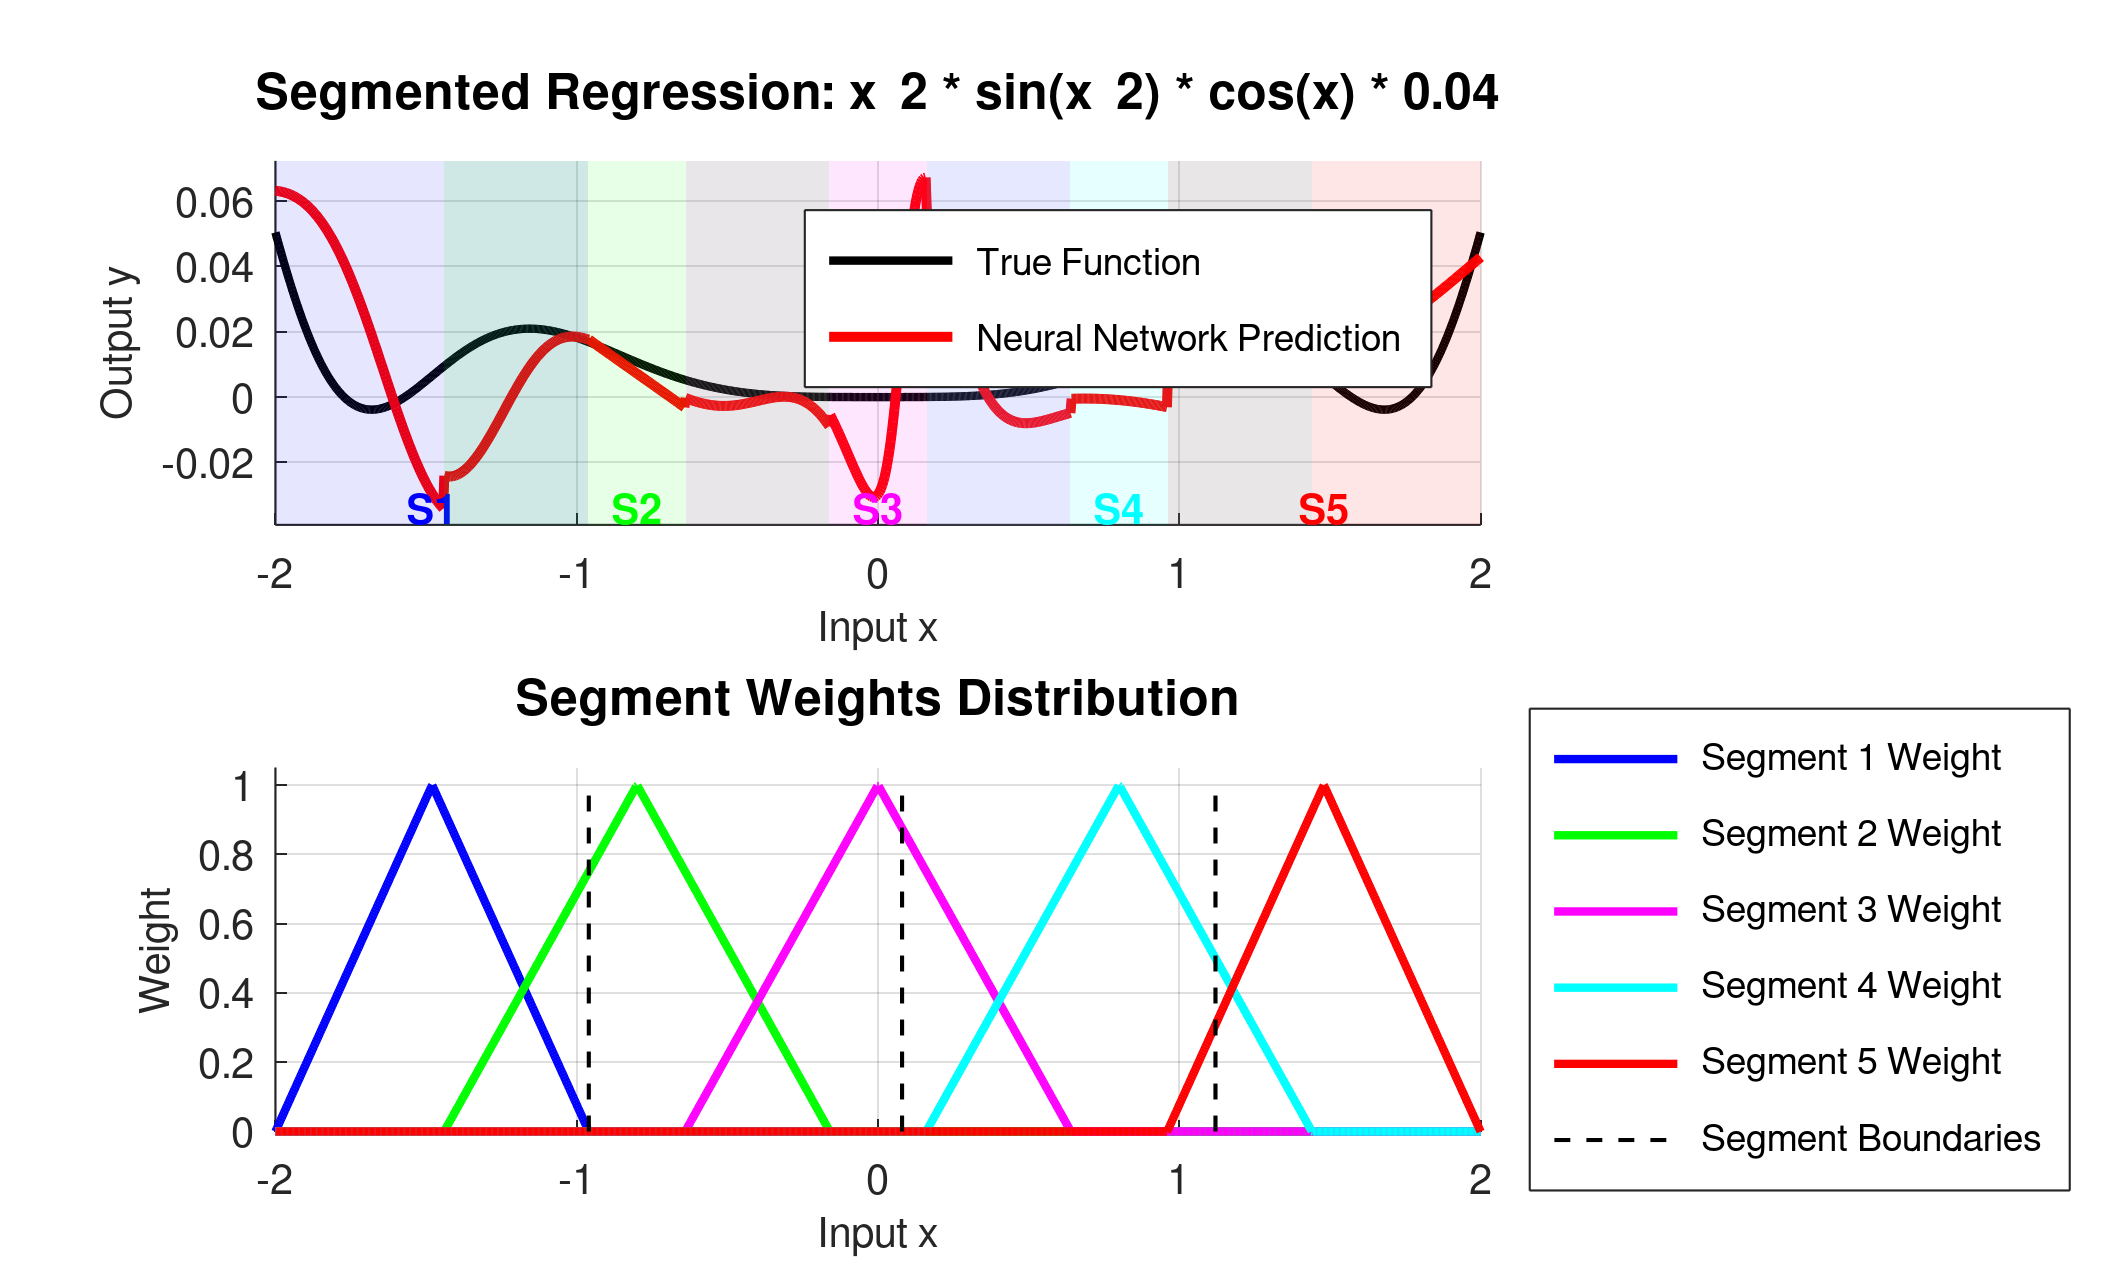 Segmented Regression: x 2 * sin(x 2) * cos(x) * 0.04
Output y
0.06
0.04
0.02
0
-0.02
True Function
Neural Network Prediction
S1 S2 S3 S4 S5
-2 -1 0 1 2
Input x
Segment Weights Distribution
Weight
1
0.8
0.6
0.4
0.2
0
Segment 1 Weight
Segment 2 Weight
Segment 3 Weight
Segment 4 Weight
Segment 5 Weight
Segment Boundaries
-2 -1 0 1 2
Input x